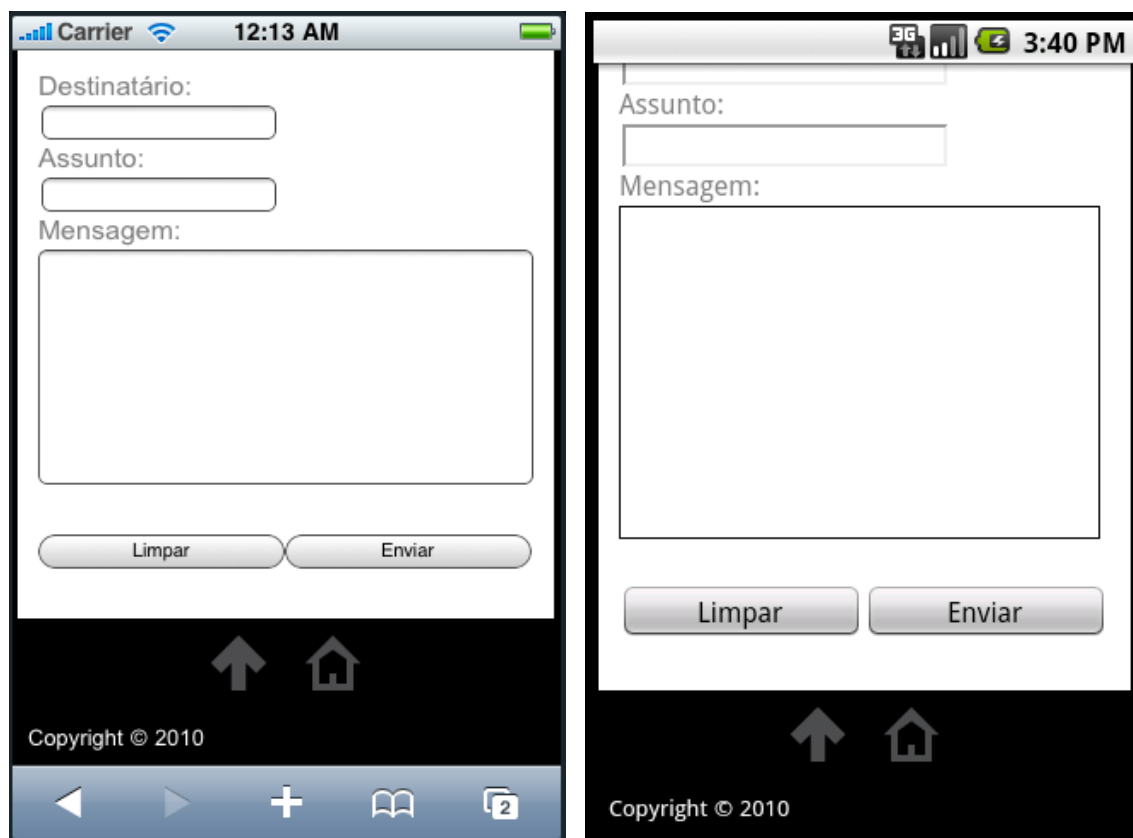 Carrier 12:13 AM
Destinatário:
Assunto:
Mensagem:
Limpar Enviar
Copyright © 2010
2
3G 3:40 PM
Assunto:
Mensagem:
Limpar Enviar
Copyright © 2010